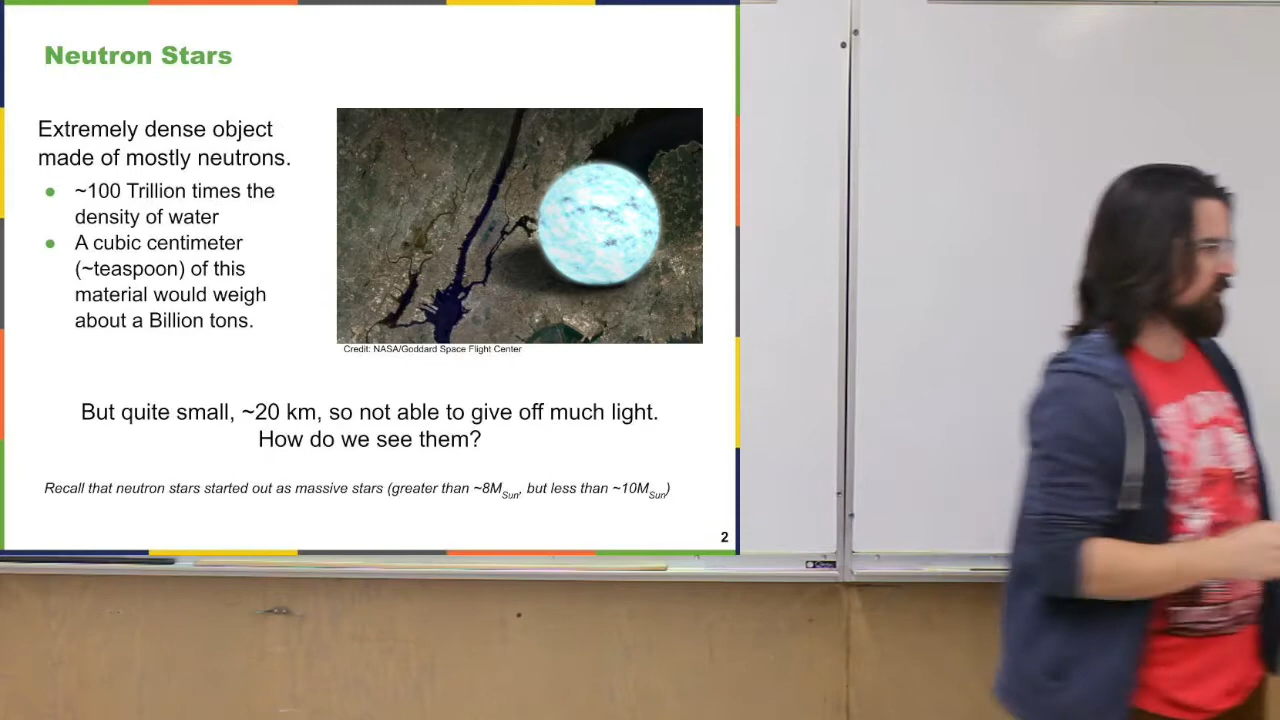 Neutron Stars
Extremely dense object
made of mostly neutrons.
● ~100 Trillion times the
density of water
● A cubic centimeter
(~teaspoon) of this
material would weigh
about a Billion tons.
Credit: NASA/Goddard Space Flight Center
But quite small, ~20 km, so not able to give off much light.
How do we see them?
Recall that neutron stars started out as massive stars (greater than ~8MSun, but less than ~10MSun)
2